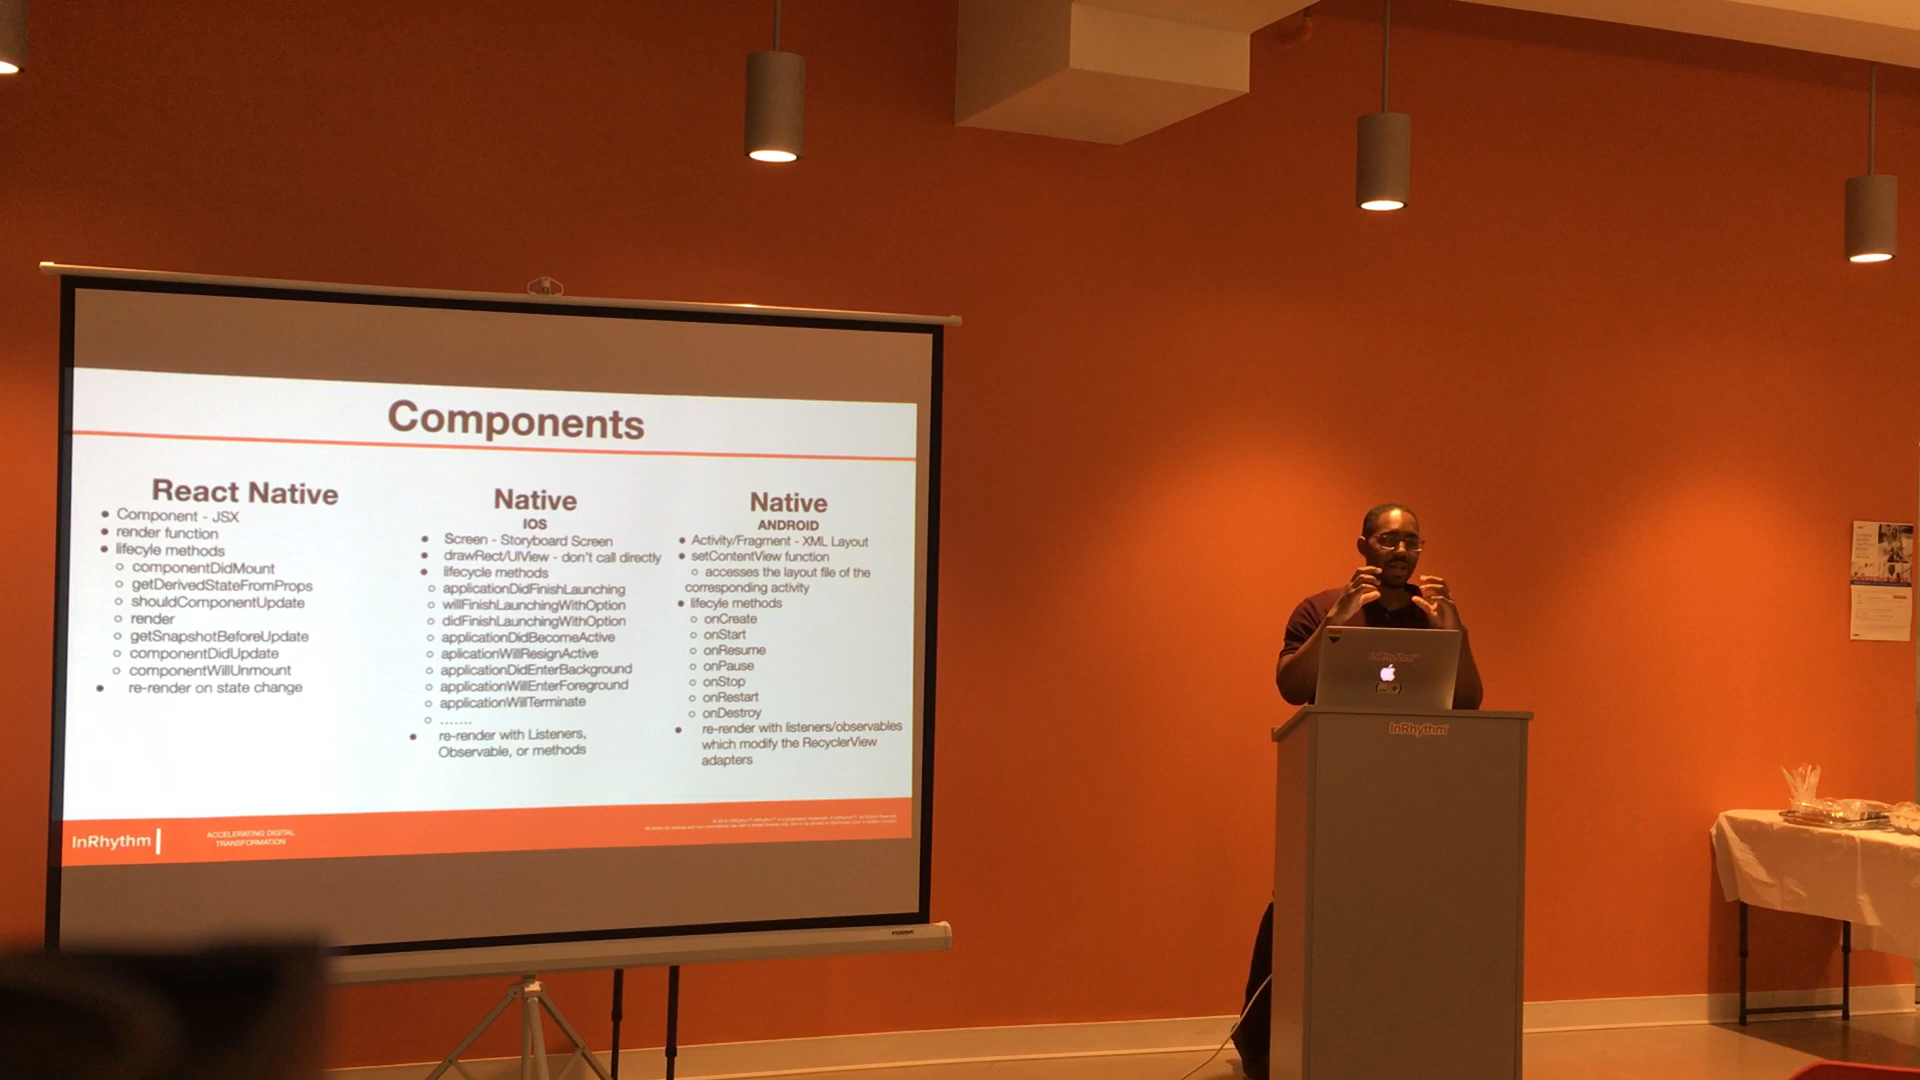 Components
React Native
• Component - JSX
• render function
• lifecyle methods
○ componentDidMount
○ getDerivedStateFromProps
○ shouldComponentUpdate
○ render
○ getSnapshotBeforeUpdate
○ componentDidUpdate
○ componentWillUnmount
• re-render on state change
Native
IOS
• Screen - Storyboard Screen
• drawRect/UIView - don't call directly
• lifecycle methods
○ applicationDidFinishLaunching
○ willFinishLaunchingWithOption
○ didFinishLaunchingWithOption
○ applicationDidBecomeActive
○ aplicationWillResignActive
○ applicationDidEnterBackground
○ applicationWillEnterForeground
○ applicationWillTerminate
○ .......
• re-render with Listeners,
Observable, or methods
Native
ANDROID
• Activity/Fragment - XML Layout
• setContentView function
○ accesses the layout file of the
corresponding activity
• lifecyle methods
○ onCreate
○ onStart
○ onResume
○ onPause
○ onStop
○ onRestart
○ onDestroy
• re-render with listeners/observables
which modify the RecyclerView
adapters
InRhythm
ACCELERATING DIGITAL
TRANSFORMATION
InRhythm
InRhythm